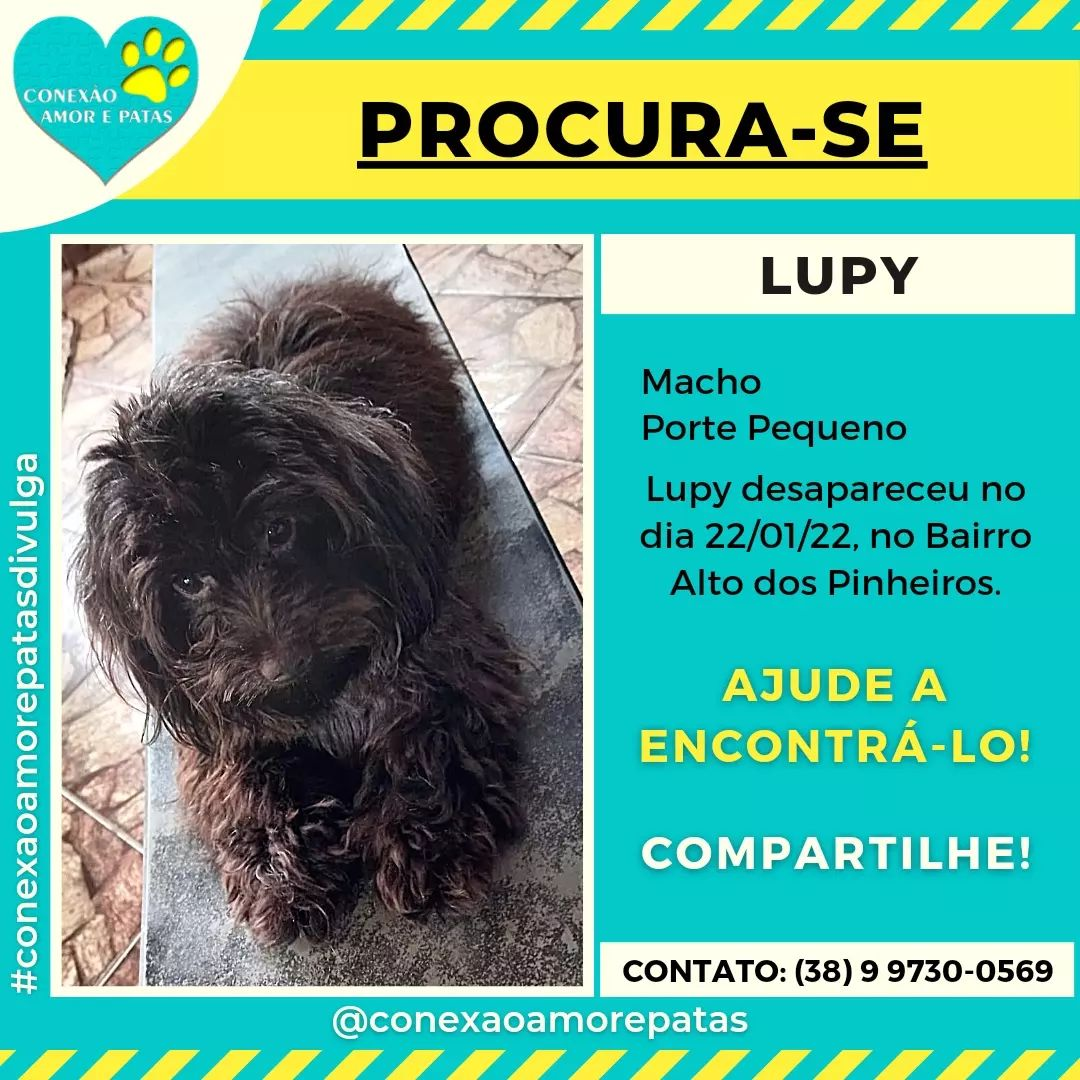 CONEXÃO
AMOR E PATAS
PROCURA-SE
LUPY
Macho
Porte Pequeno
Lupy desapareceu no
dia 22/01/22, no Bairro
Alto dos Pinheiros.
AJUDE A
ENCONTRÁ-LO!
COMPARTILHE!
CONTATO: (38) 9 9730-0569
#conexaoamorepatasdivulga
@conexaoamorepatas